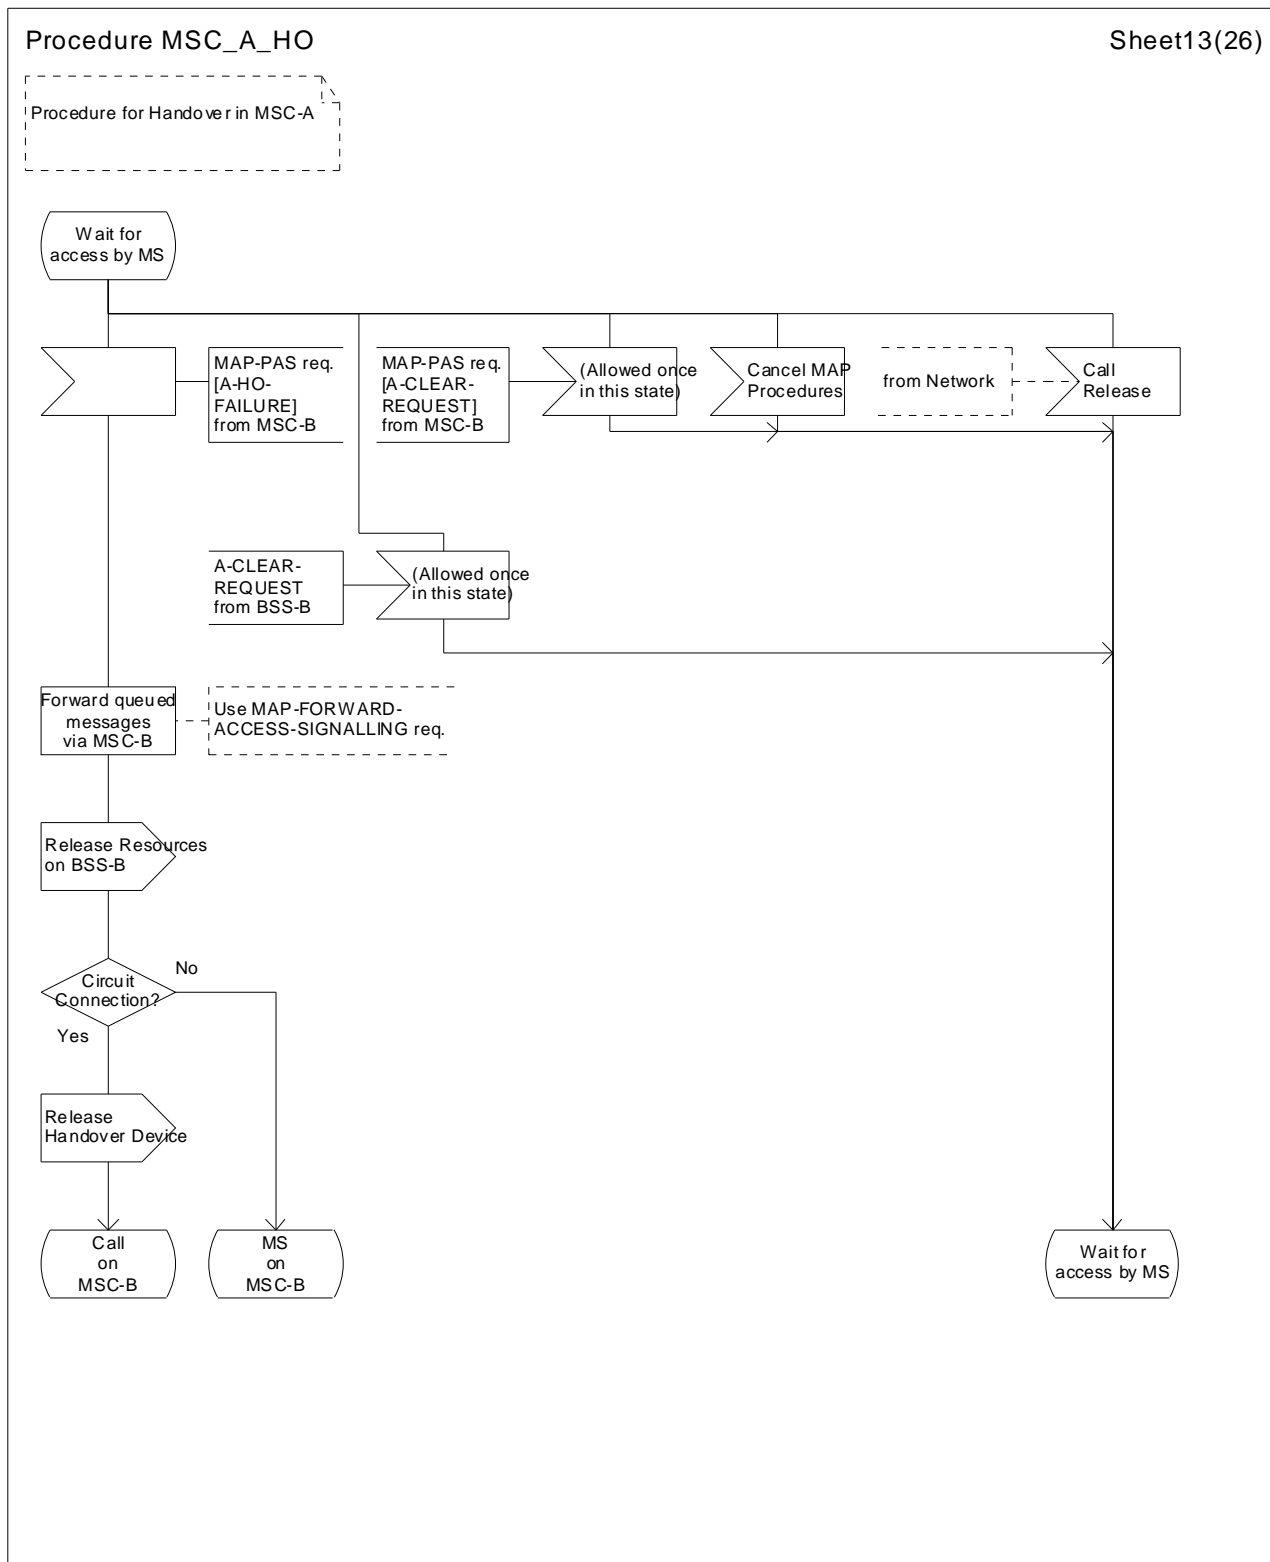 Procedure MSC_A_HO
Sheet13(26)
Procedure for Handover in MSC-A
Wait for
access by MS
MAP-PAS req.
[A-HO-
FAILURE]
from MSC-B
MAP-PAS req.
[A-CLEAR-
REQUEST]
from MSC-B
(Allowed once
in this state)
Cancel MAP
Procedures
from Network
Call
Release
A-CLEAR-
REQUEST
from BSS-B
(Allowed once
in this state)
Forward queued
messages
via MSC-B
Use MAP-FORWARD-
ACCESS-SIGNALLING req.
Release Resources
on BSS-B
Circuit
Connection?
No
Yes
Release
Handover Device
Call
on
MSC-B
MS
on
MSC-B
Wait for
access by MS